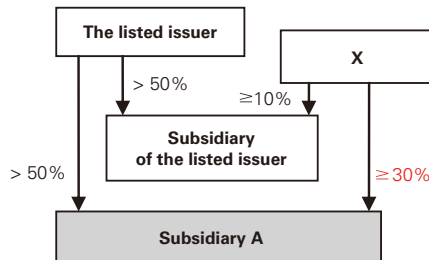 The listed issuer
X
> 50%
≧10%
Subsidiary
of the listed issuer
> 50%
≧30%
Subsidiary A